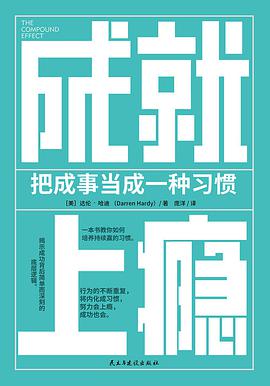 THE
COMPOUND
EFFECT
成就
把成事当成一种习惯
[美] 达伦·哈迪 (Darren Hardy)/著 庞洋/译
上瘾
一本书教你如何
培养持续赢的习惯。
揭示成功背后简单而深刻的
底层逻辑。
行为的不断重复,
将内化成习惯,
努力会上瘾,
成功也会。
民主与建设出版社